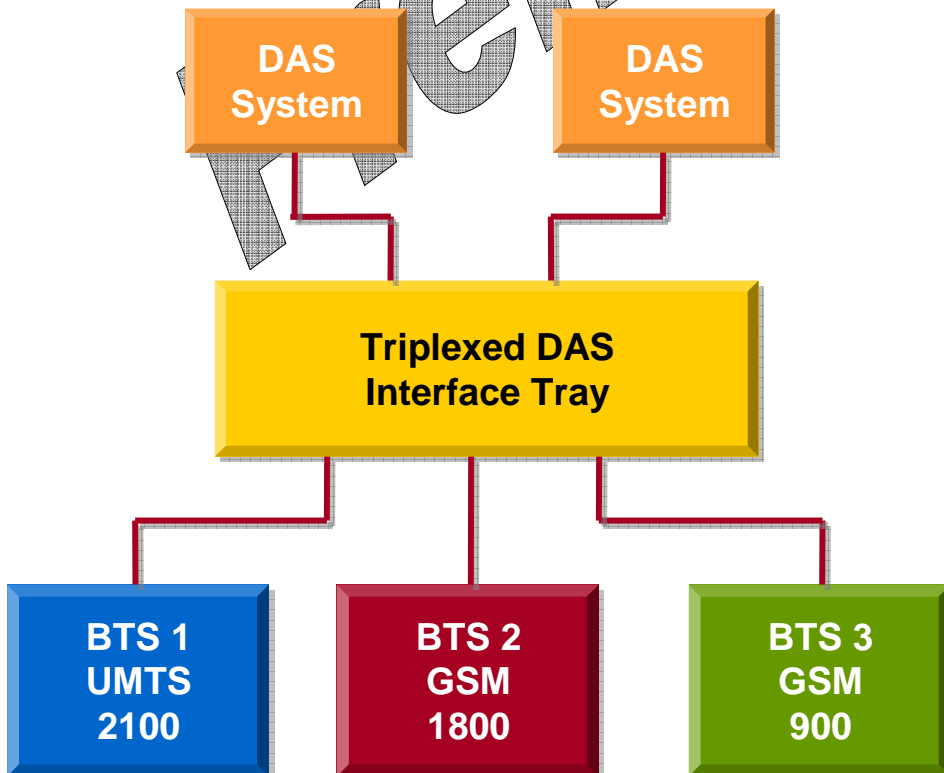 DAS
System
DAS
System
Triplexed DAS
Interface Tray
BTS 1
UMTS
2100
BTS 2
GSM
1800
BTS 3
GSM
900